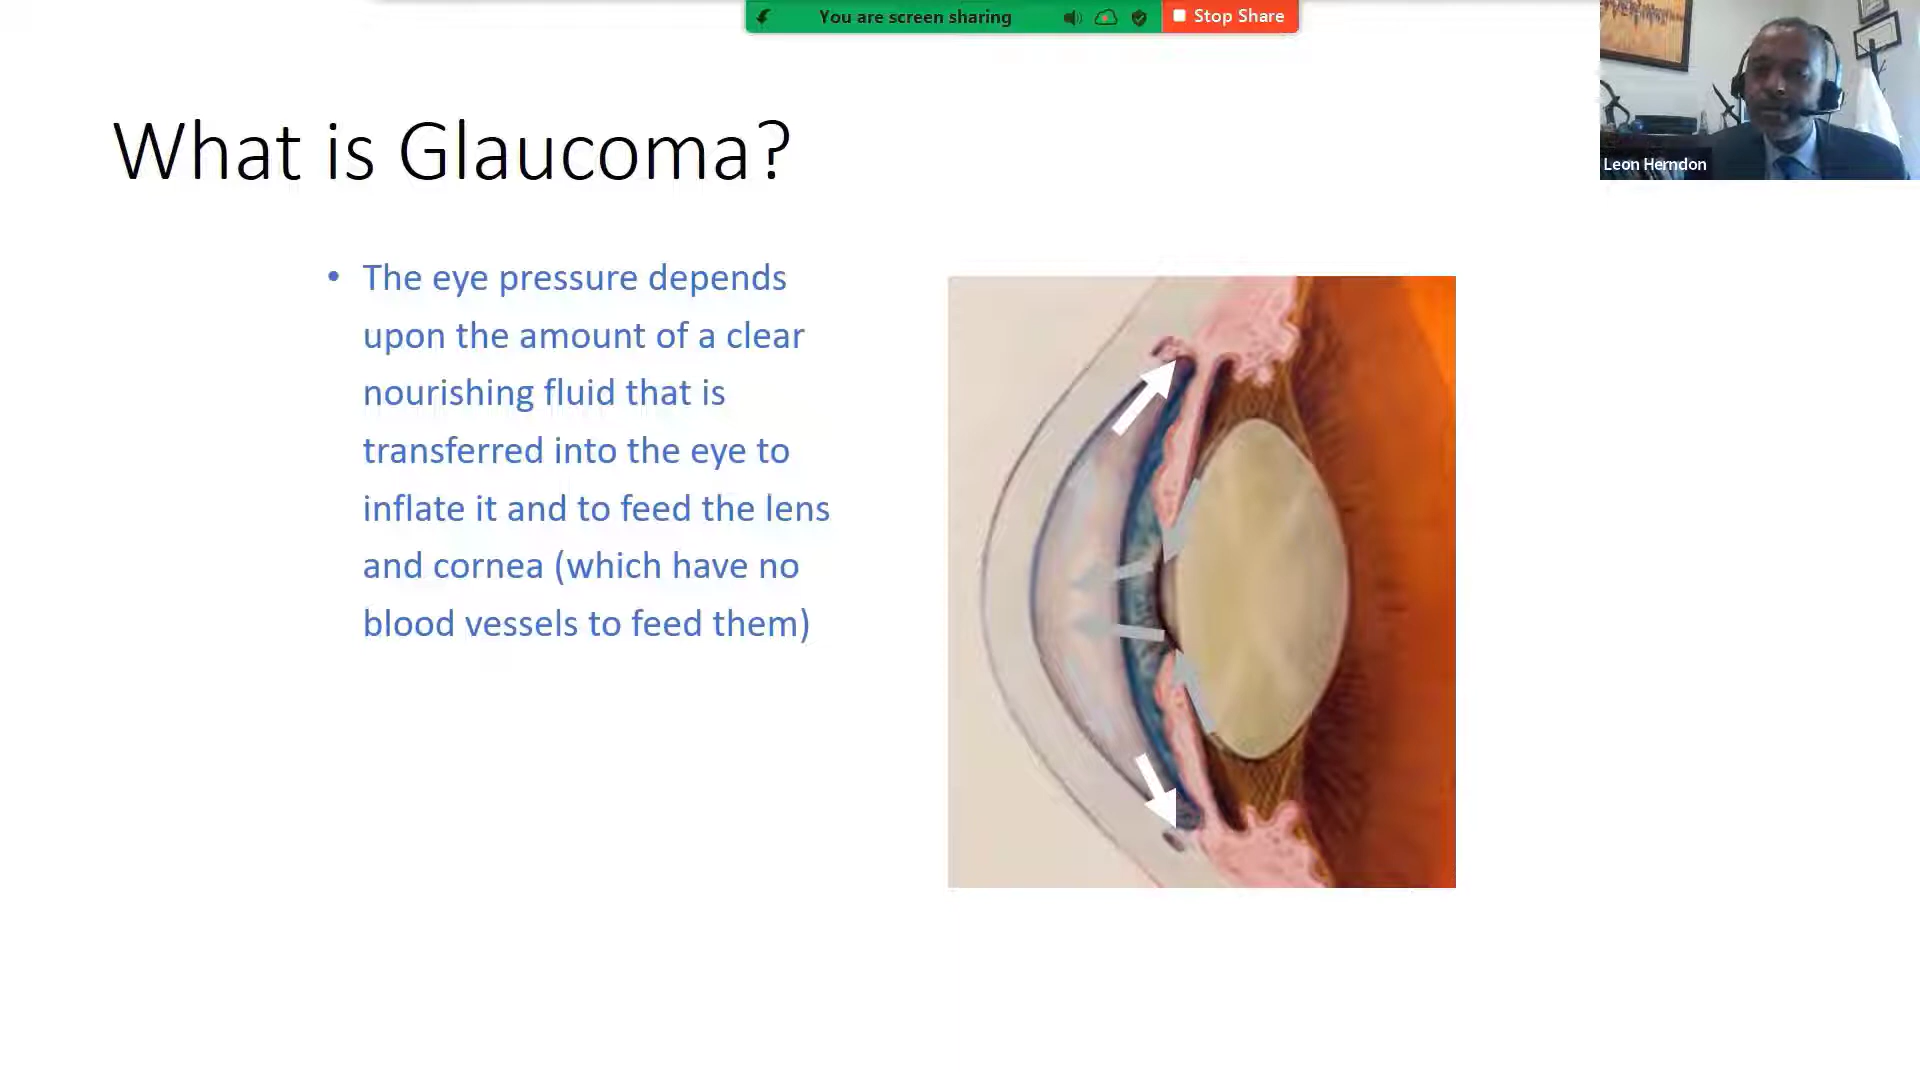 You are screen sharing
Stop Share
What is Glaucoma?
Leon Herndon
• The eye pressure depends
upon the amount of a clear
nourishing fluid that is
transferred into the eye to
inflate it and to feed the lens
and cornea (which have no
blood vessels to feed them)